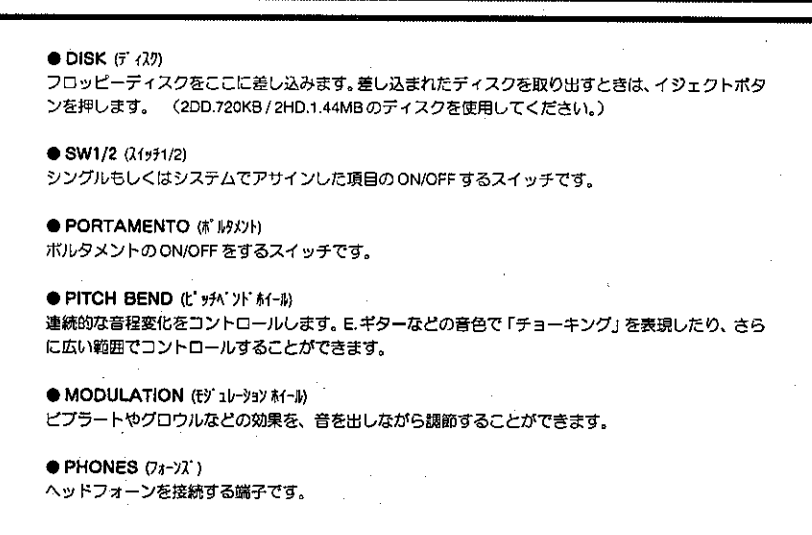 ● DISK (ﾃﾞｨｽｸ)
フロッピーディスクをここに差し込みます。差し込まれたディスクを取り出すときは、イジェクトボタ
ンを押します。 （2DD.720KB / 2HD.1.44MBのディスクを使用してください。）
● SW1/2 (ｽｲｯﾁ1/2)
シングルもしくはシステムでアサインした項目のON/OFFするスイッチです。
● PORTAMENTO (ﾎﾟﾙﾀﾒﾝﾄ)
ポルタメントのON/OFFをするスイッチです。
● PITCH BEND (ﾋﾟｯﾁﾍﾞﾝﾄﾞﾎｲｰﾙ)
連続的な音程変化をコントロールします。E.ギターなどの音色で「チョーキング」を表現したり、さら
に広い範囲でコントロールすることができます。
● MODULATION (ﾓｼﾞｭﾚｰｼｮﾝﾎｲｰﾙ)
ビブラートやグロウルなどの効果を、音を出しながら調節することができます。
● PHONES (ﾌｫｰﾝｽﾞ)
ヘッドフォーンを接続する端子です。